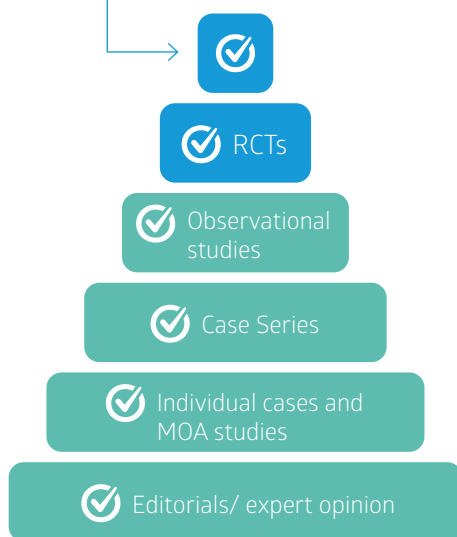 RCTs
Observational
studies
Case Series
Individual cases and
MOA studies
Editorials/ expert opinion